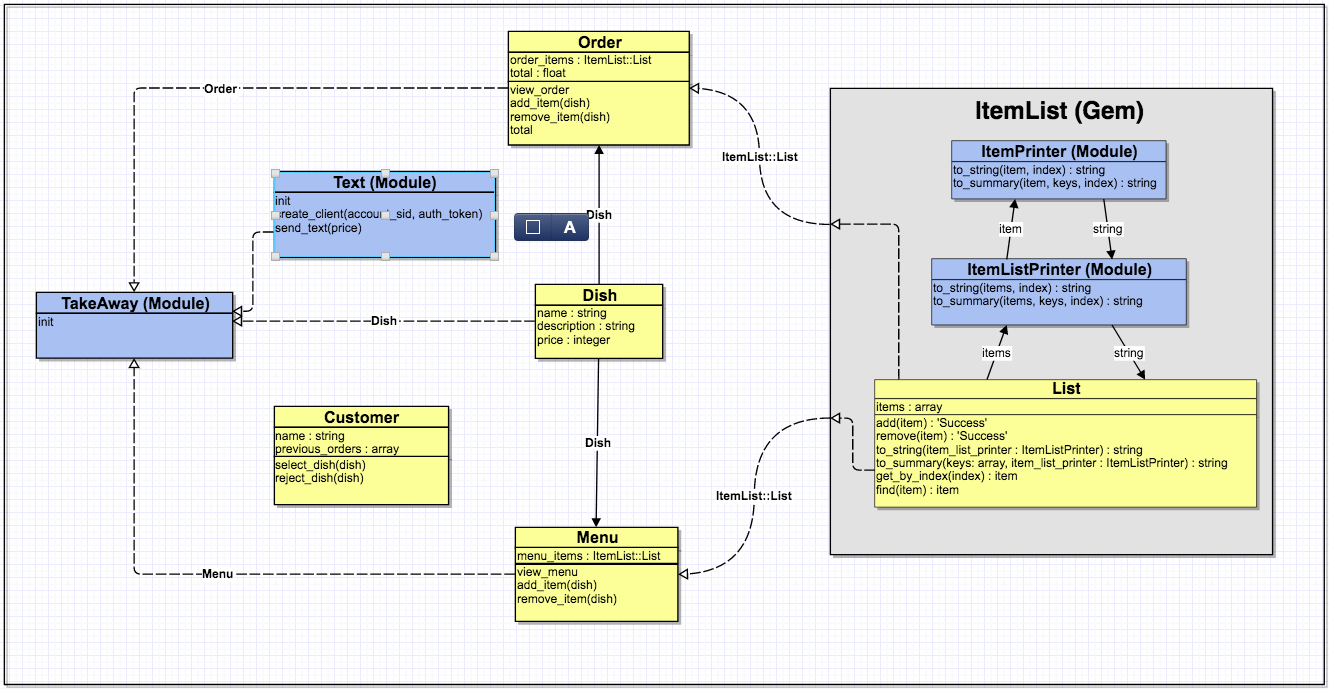 Order
order_items : ItemList::List
total : float
view_order
add_item(dish)
remove_item(dish)
total
Order
ItemList::List
ItemList (Gem)
ItemPrinter (Module)
to_string(item, index) : string
to_summary(item, keys, index) : string
item
string
ItemListPrinter (Module)
to_string(items, index) : string
to_summary(items, keys, index) : string
items
string
List
items : array
add(item) : 'Success'
remove(item) : 'Success'
to_string(item_list_printer : ItemListPrinter) : string
to_summary(keys: array, item_list_printer : ItemListPrinter) : string
get_by_index(index) : item
find(item) : item
Text (Module)
init
create_client(account_sid, auth_token)
send_text(price)
A
Dish
TakeAway (Module)
init
Dish
Dish
name : string
description : string
price : integer
Customer
name : string
previous_orders : array
select_dish(dish)
reject_dish(dish)
Dish
ItemList::List
Menu
menu_items : ItemList::List
view_menu
add_item(dish)
remove_item(dish)
Menu